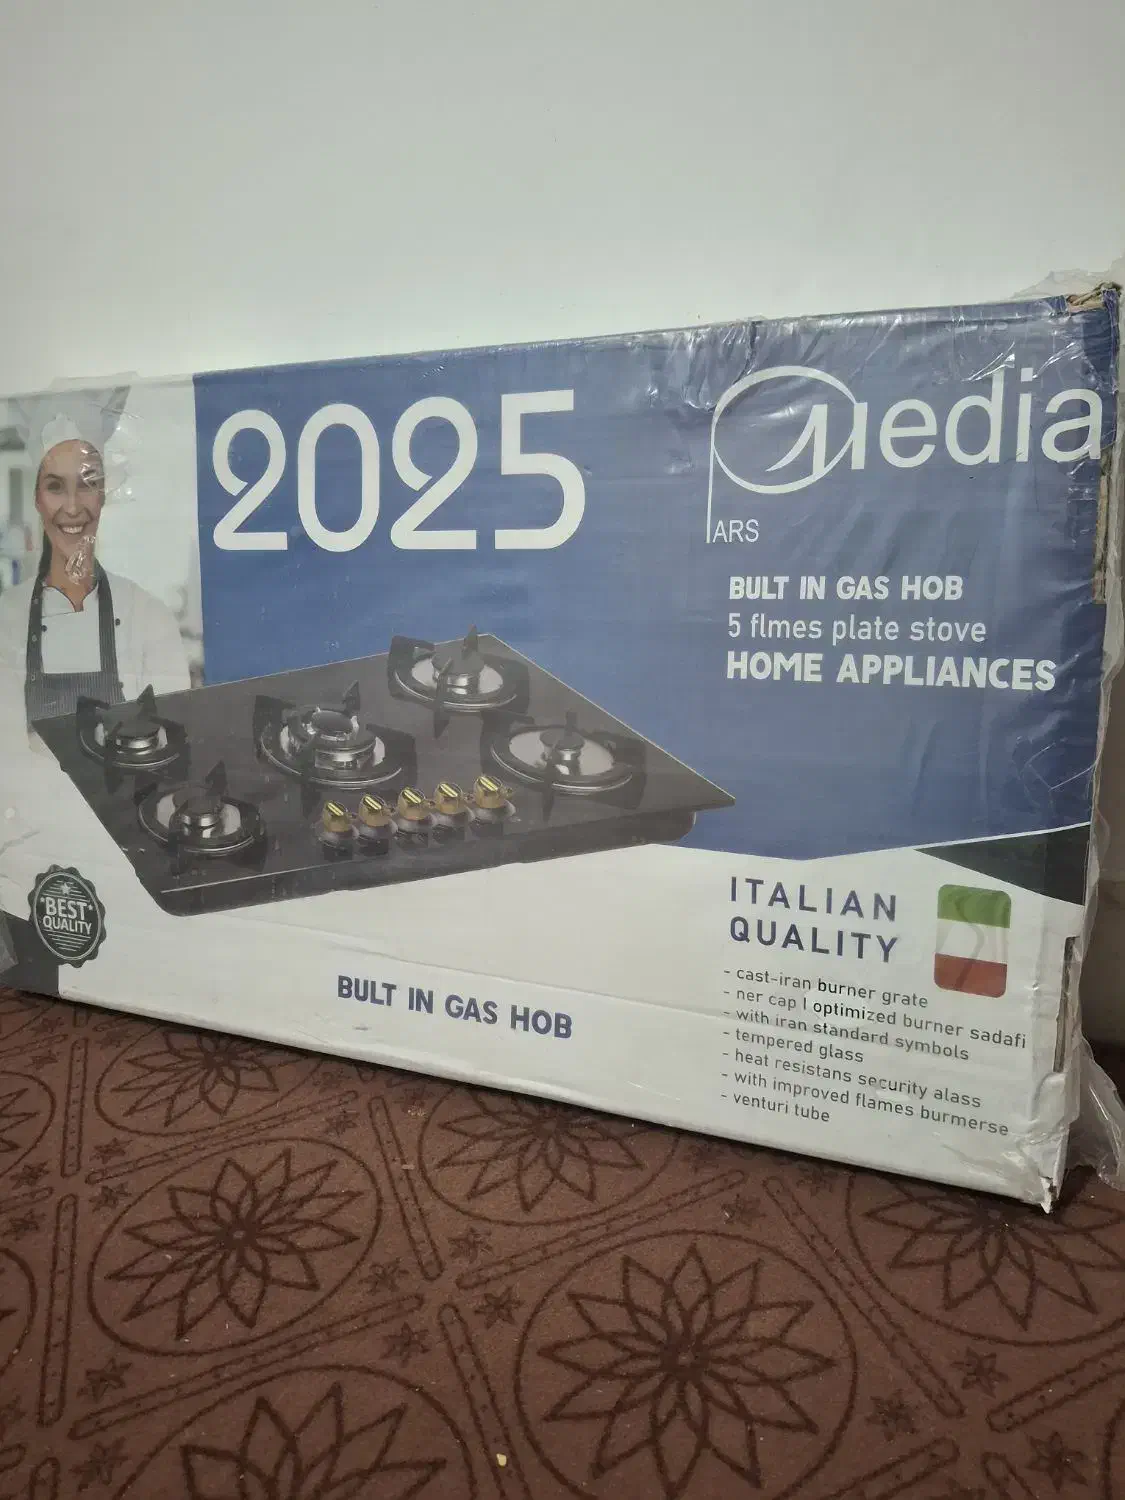 2025
Media
PARS
BULT IN GAS HOB
5 flmes plate stove
HOME APPLIANCES
BEST
QUALITY
BULT IN GAS HOB
ITALIAN
QUALITY
- cast-iran burner grate
- ner cap l optimized burner sadafi
- with iran standard symbols
- tempered glass
- heat resistans security alass
- with improved flames burmerse
- venturi tube